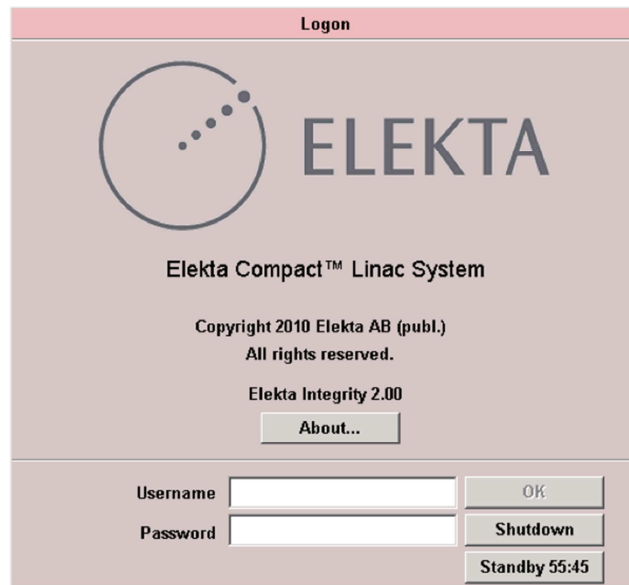 Logon
ELEKTA
Elekta Compact™ Linac System
Copyright 2010 Elekta AB (publ.)
All rights reserved.
Elekta Integrity 2.00
About...
Username
OK
Password
Shutdown
Standby 55:45